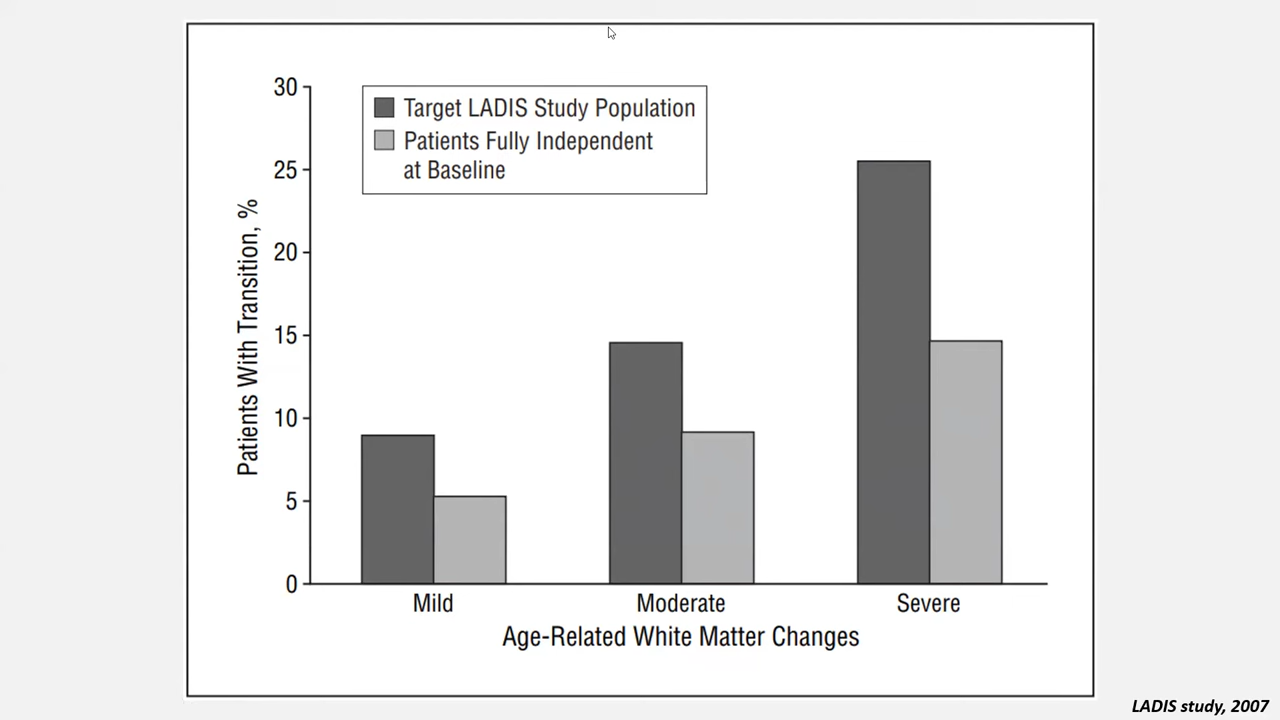 30
25
20
15
10
5
0
Patients With Transition, %
Target LADIS Study Population
Patients Fully Independent
at Baseline
Mild
Moderate
Severe
Age-Related White Matter Changes
LADIS study, 2007